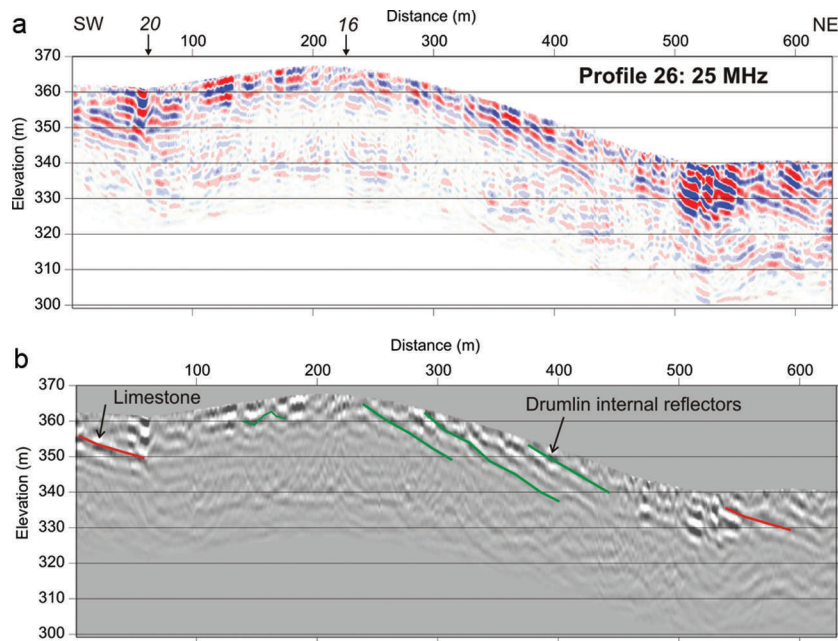 a
SW 20 16 Distance (m) NE
100 200 300 400 500 600
370
Profile 26: 25 MHz
360
350
340
330
320
310
300
Elevation (m)
b
Distance (m)
100 200 300 400 500 600
370
Limestone
Drumlin internal reflectors
360
350
340
330
320
310
300
Elevation (m)